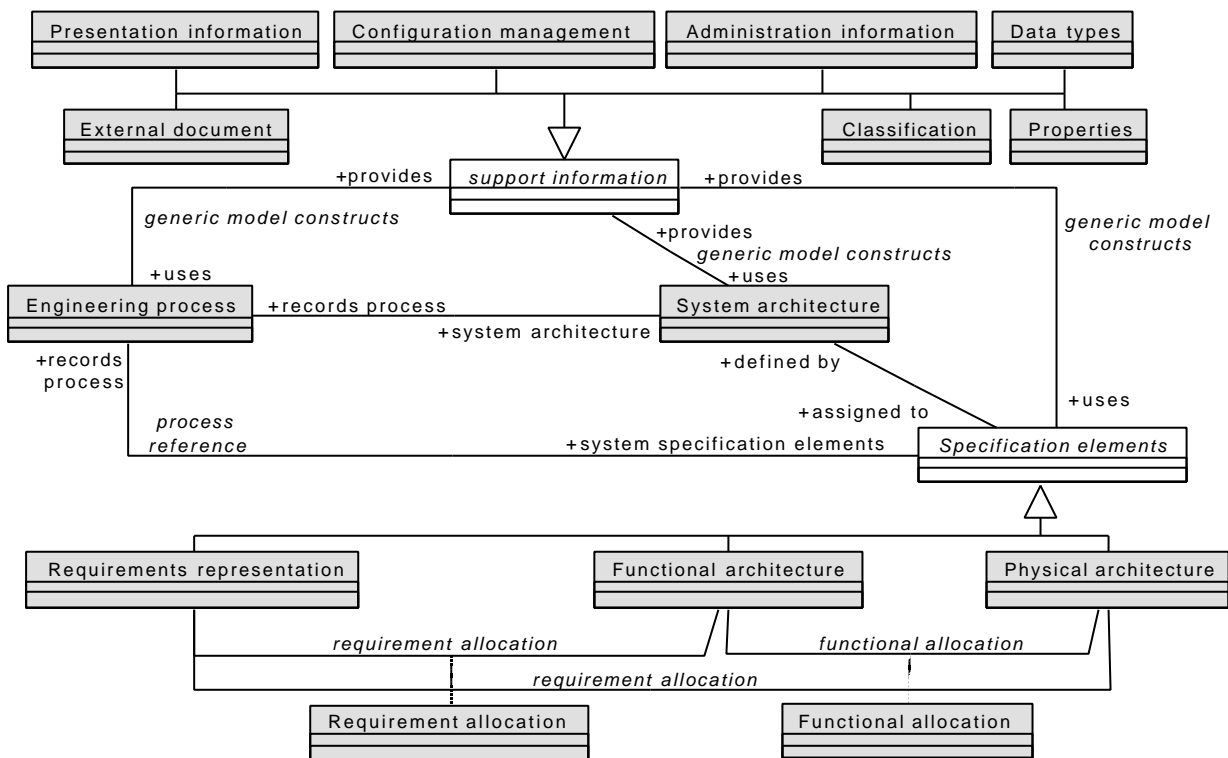 Presentation information
Configuration management
Administration information
Data types
External document
Classification
Properties
+provides
support information
+provides
generic model constructs
+provides
generic model constructs
generic model
constructs
+uses
+uses
Engineering process
+records process
System architecture
+system architecture
+records
process
+defined by
+assigned to
+uses
process
reference
+system specification elements
Specification elements
Requirements representation
Functional architecture
Physical architecture
requirement allocation
functional allocation
requirement allocation
Requirement allocation
Functional allocation